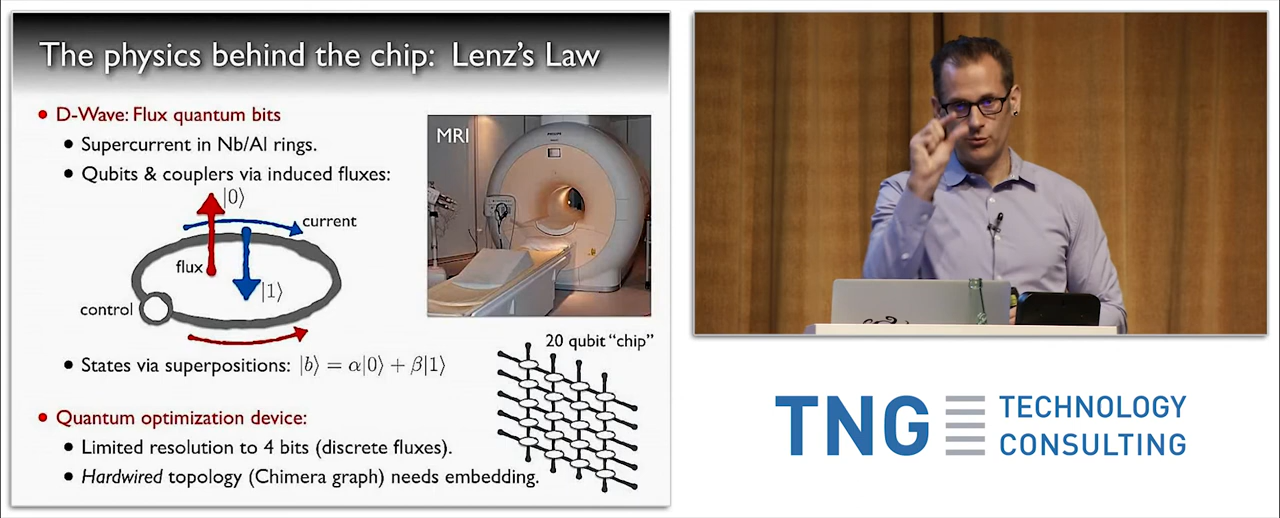 The physics behind the chip: Lenz's Law
• D-Wave: Flux quantum bits
• Supercurrent in Nb/Al rings.
• Qubits & couplers via induced fluxes:
MRI
|0⟩
current
flux
|1⟩
control
20 qubit "chip"
• States via superpositions: |b⟩ = α|0⟩ + β|1⟩
• Quantum optimization device:
• Limited resolution to 4 bits (discrete fluxes).
• Hardwired topology (Chimera graph) needs embedding.
TNG TECHNOLOGY
CONSULTING